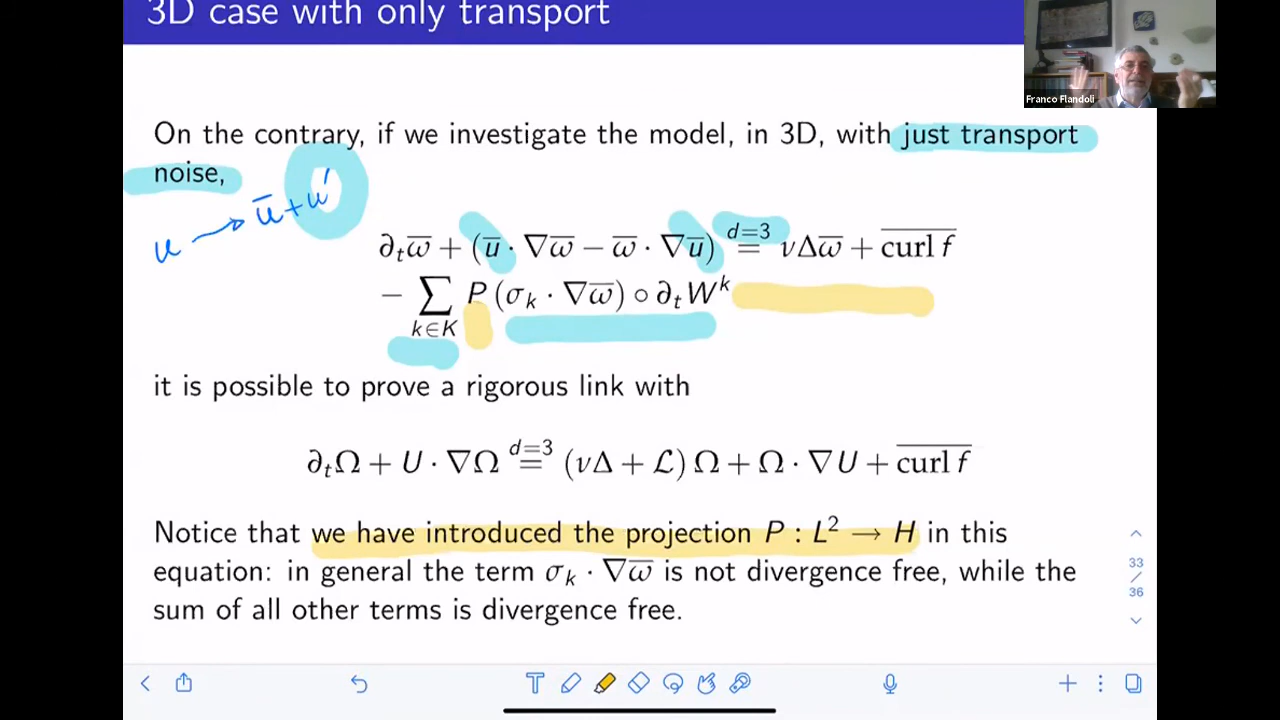 3D case with only transport
Franco Flandoli
On the contrary, if we investigate the model, in 3D, with just transport
noise,
u → u̅ + u′
∂ₜω̅ + (u̅ · ∇ω̅ − ω̅ · ∇u̅) =^{d=3} νΔω̅ + \overline{curl f}
− ∑_{k∈K} P (σₖ · ∇ω̅) ∘ ∂ₜWᵏ
it is possible to prove a rigorous link with
∂ₜΩ + U · ∇Ω =^{d=3} (νΔ + ℒ) Ω + Ω · ∇U + \overline{curl f}
Notice that we have introduced the projection P : L² → H in this
equation: in general the term σₖ · ∇ω̅ is not divergence free, while the
sum of all other terms is divergence free.
33
/
36